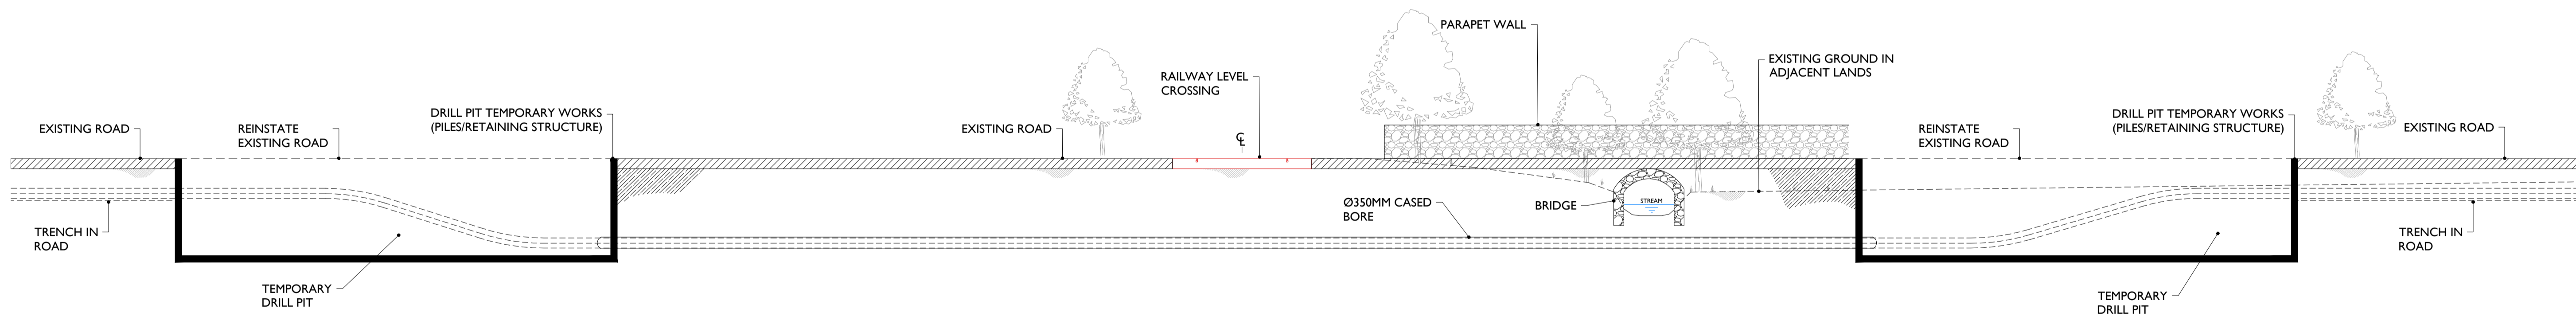 EXISTING ROAD
REINSTATE
EXISTING ROAD
DRILL PIT TEMPORARY WORKS
(PILES/RETAINING STRUCTURE)
TRENCH IN
ROAD
TEMPORARY
DRILL PIT
EXISTING ROAD
RAILWAY LEVEL
CROSSING
℄
PARAPET WALL
EXISTING GROUND IN
ADJACENT LANDS
Ø350MM CASED
BORE
BRIDGE
STREAM
REINSTATE
EXISTING ROAD
DRILL PIT TEMPORARY WORKS
(PILES/RETAINING STRUCTURE)
EXISTING ROAD
TRENCH IN
ROAD
TEMPORARY
DRILL PIT